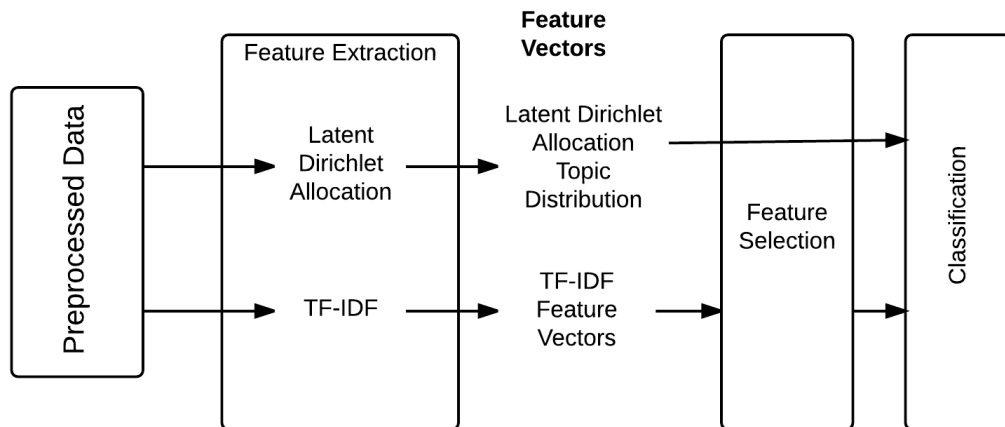 Preprocessed Data
Feature Extraction
Latent
Dirichlet
Allocation
TF-IDF
Feature
Vectors
Latent Dirichlet
Allocation
Topic
Distribution
TF-IDF
Feature
Vectors
Feature
Selection
Classification